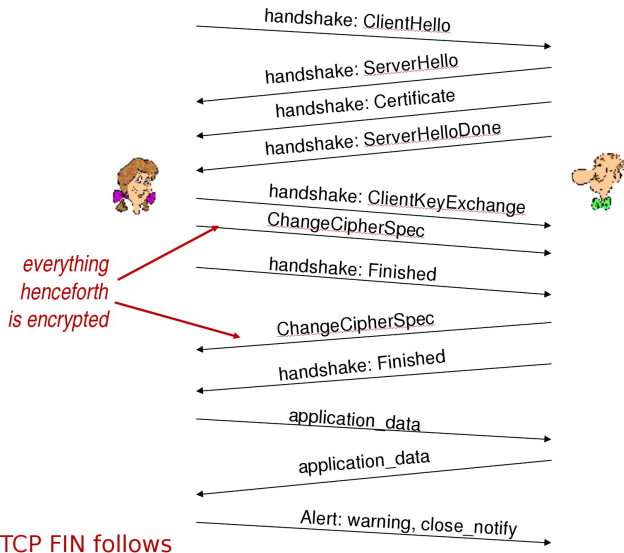 handshake: ClientHello
handshake: ServerHello
handshake: Certificate
handshake: ServerHelloDone
handshake: ClientKeyExchange
ChangeCipherSpec
everything
henceforth
is encrypted
handshake: Finished
ChangeCipherSpec
handshake: Finished
application_data
application_data
Alert: warning, close_notify
TCP FIN follows